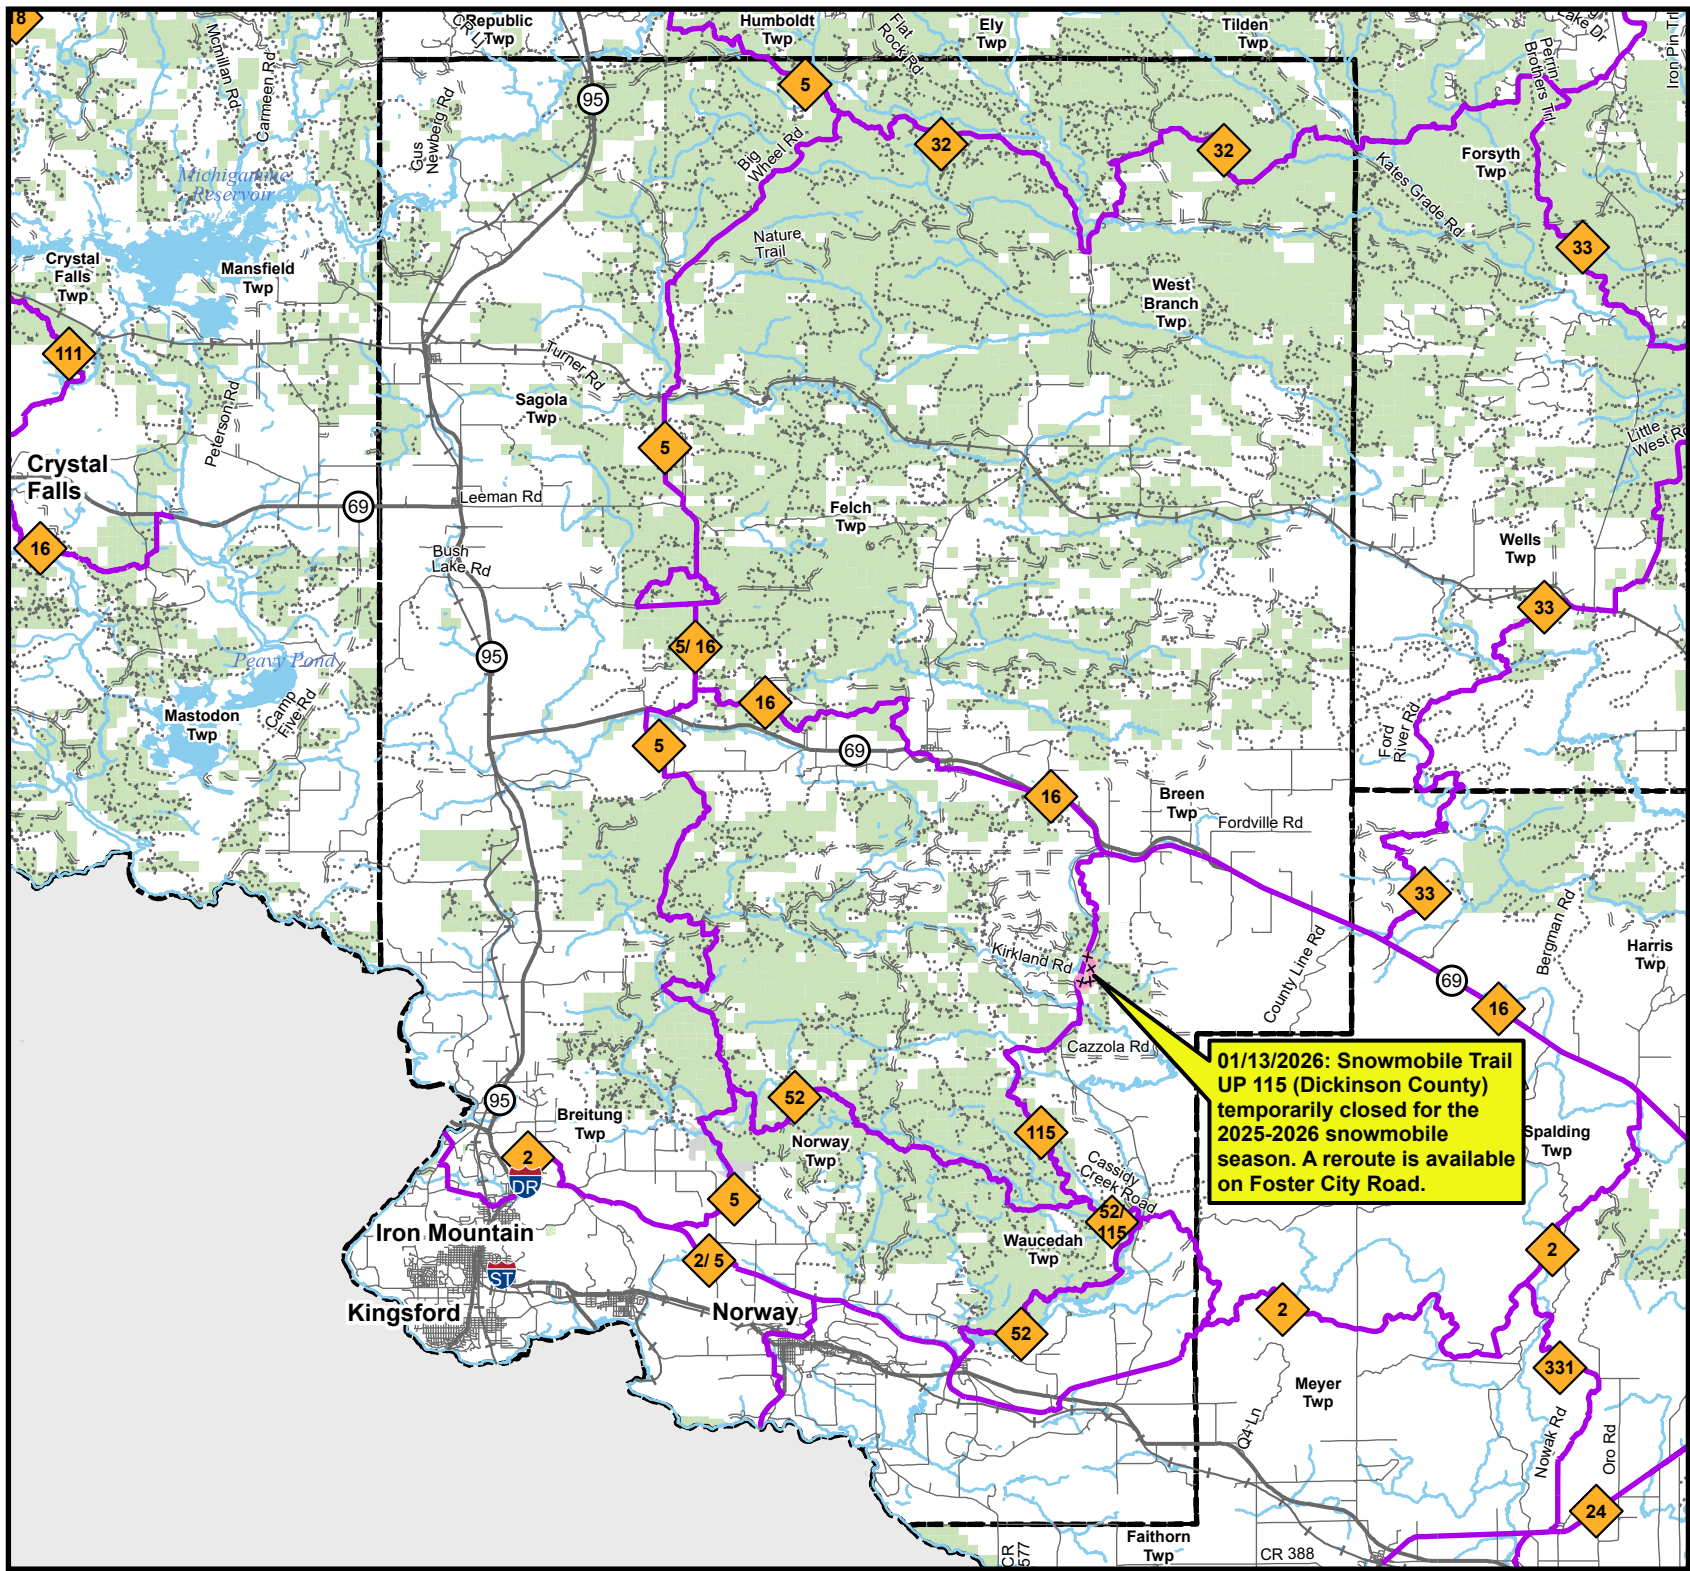 8
CR L
Republic
Twp
Humboldt
Twp
Flat
Rock Rd
Ely
Twp
Tilden
Twp
Lake Dr
Perrin
Brothers Trl
Iron Pin Trl
Mcmillan Rd
Carmeen Rd
Gus
Newberg Rd
95
5
Big
Wheel Rd
32
32
Forsyth
Twp
Kates Grade Rd
33
Michigamme
Reservoir
Crystal
Falls
Twp
Mansfield
Twp
Nature
Trail
West
Branch
Twp
111
Turner Rd
Peterson Rd
Sagola
Twp
5
Little
West Rd
Crystal
Falls
69
Leeman Rd
Felch
Twp
16
Bush
Lake Rd
Wells
Twp
33
95
5/ 16
Peavy Pond
Camp
Five Rd
Mastodon
Twp
16
5
69
Ford
River Rd
16
Breen
Twp
Fordville Rd
33
Kirkland Rd
County Line Rd
Bergman Rd
Harris
Twp
69
16
Cazzola Rd
01/13/2026: Snowmobile Trail
UP 115 (Dickinson County)
temporarily closed for the
2025-2026 snowmobile
season. A reroute is available
on Foster City Road.
95
Breitung
Twp
52
Norway
Twp
115
Spalding
Twp
2
DR
5
Cassidy
Creek Road
52/
115
Iron Mountain
Waucedah
Twp
2
2/ 5
ST
Kingsford
Norway
52
2
331
Meyer
Twp
Q4 Ln
Nowak Rd
Oro Rd
24
Faithorn
Twp
CR
577
CR 388